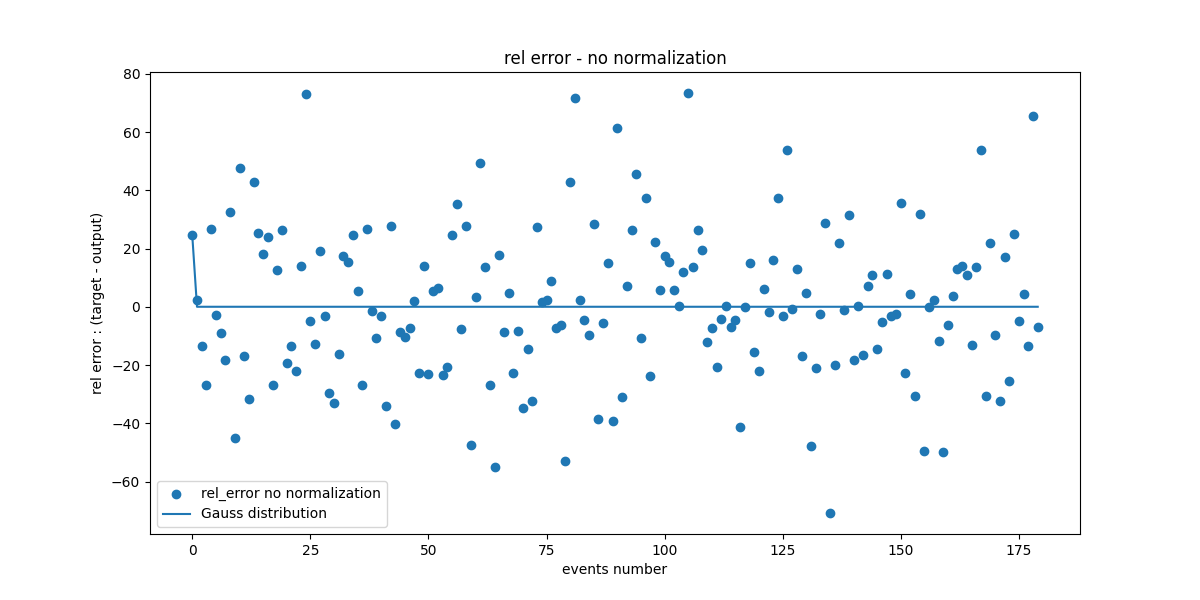 rel error - no normalization
80
60
40
20
0
−20
−40
−60
rel error : (target - output)
rel_error no normalization
Gauss distribution
0 25 50 75 100 125 150 175
events number